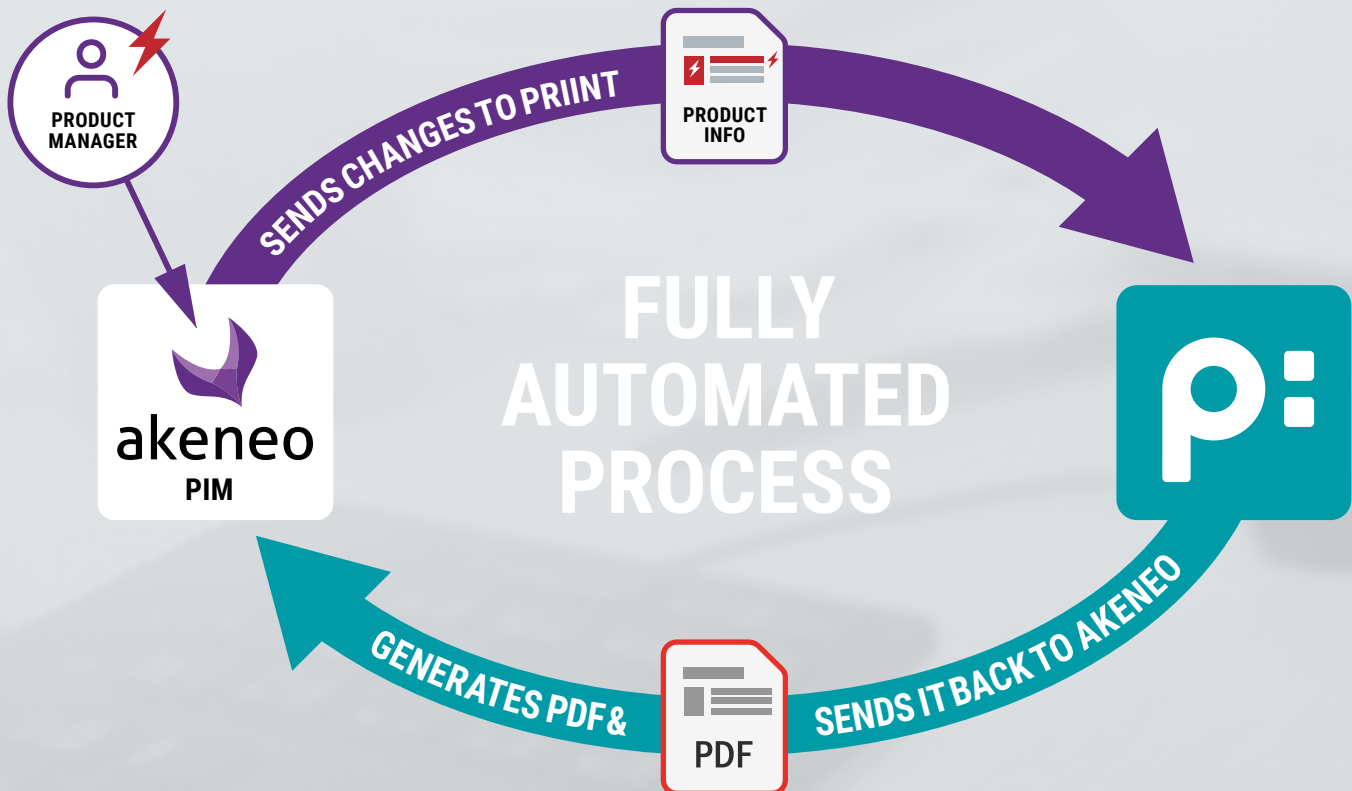 PRODUCT
MANAGER
SENDS CHANGES TO PRIINT
PRODUCT
INFO
FULLY
AUTOMATED
PROCESS
akeneo
PIM
p:
GENERATES PDF &
PDF
SENDS IT BACK TO AKENEO